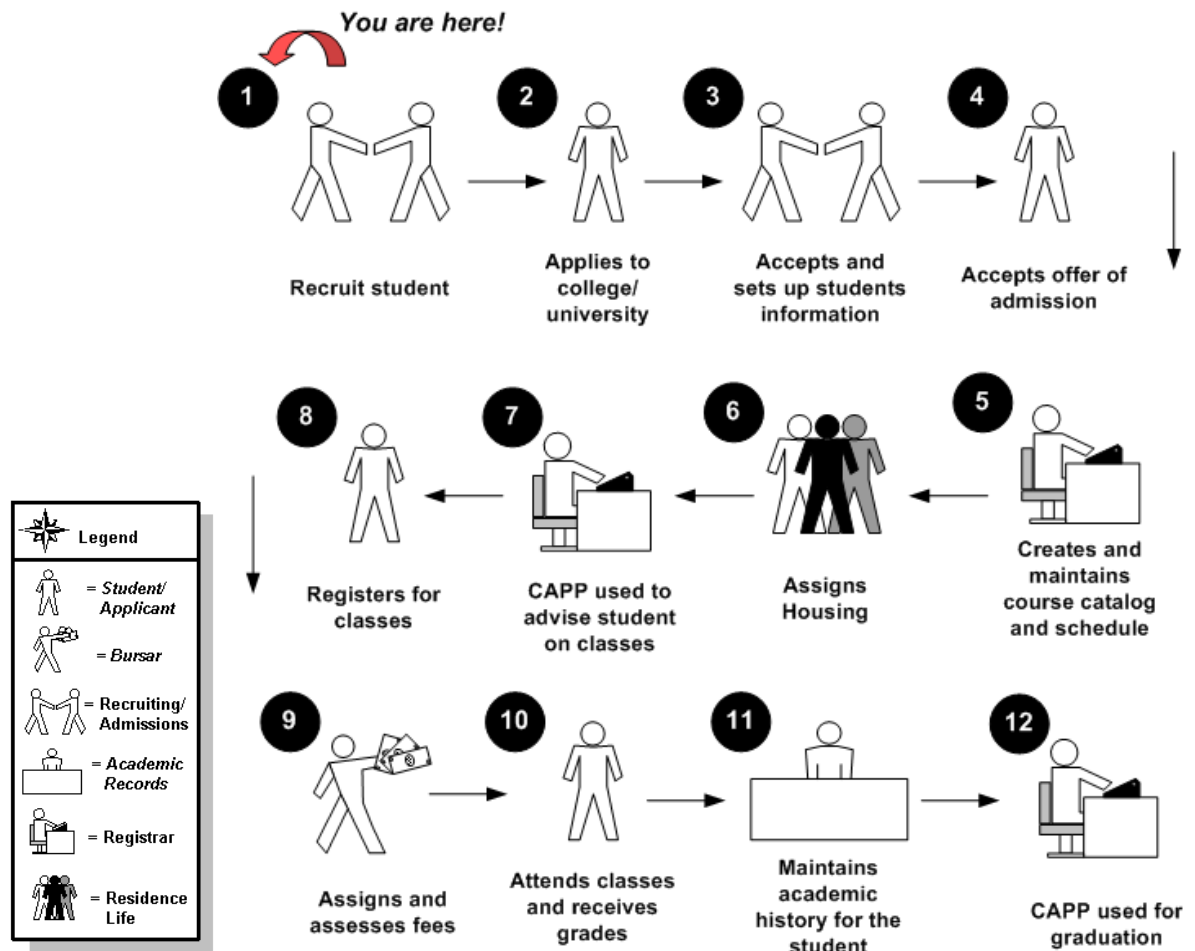 You are here!
1
2
3
4
Recruit student
Applies to
college/
university
Accepts and
sets up students
information
Accepts offer of
admission
8
7
6
5
Registers for
classes
CAPP used to
advise student
on classes
Assigns
Housing
Creates and
maintains
course catalog
and schedule
9
10
11
12
Assigns and
assesses fees
Attends classes
and receives
grades
Maintains
academic
history for the
student
CAPP used for
graduation
Legend
= Student/
Applicant
= Bursar
= Recruiting/
Admissions
= Academic
Records
= Registrar
= Residence
Life